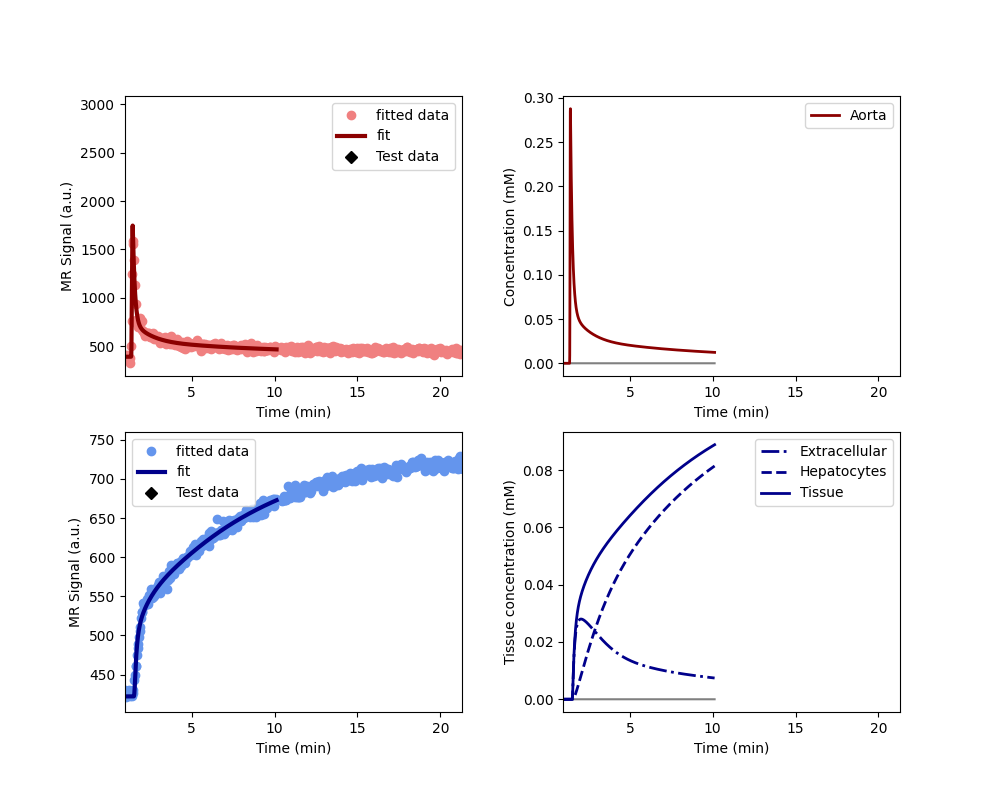 3000
2500
2000
1500
1000
500
MR Signal (a.u.)
5
10
15
20
Time (min)
fitted data
fit
Test data
0.30
0.25
0.20
0.15
0.10
0.05
0.00
Concentration (mM)
5
10
15
20
Time (min)
Aorta
750
700
650
600
550
500
450
MR Signal (a.u.)
5
10
15
20
Time (min)
fitted data
fit
Test data
0.08
0.06
0.04
0.02
0.00
Tissue concentration (mM)
5
10
15
20
Time (min)
Extracellular
Hepatocytes
Tissue